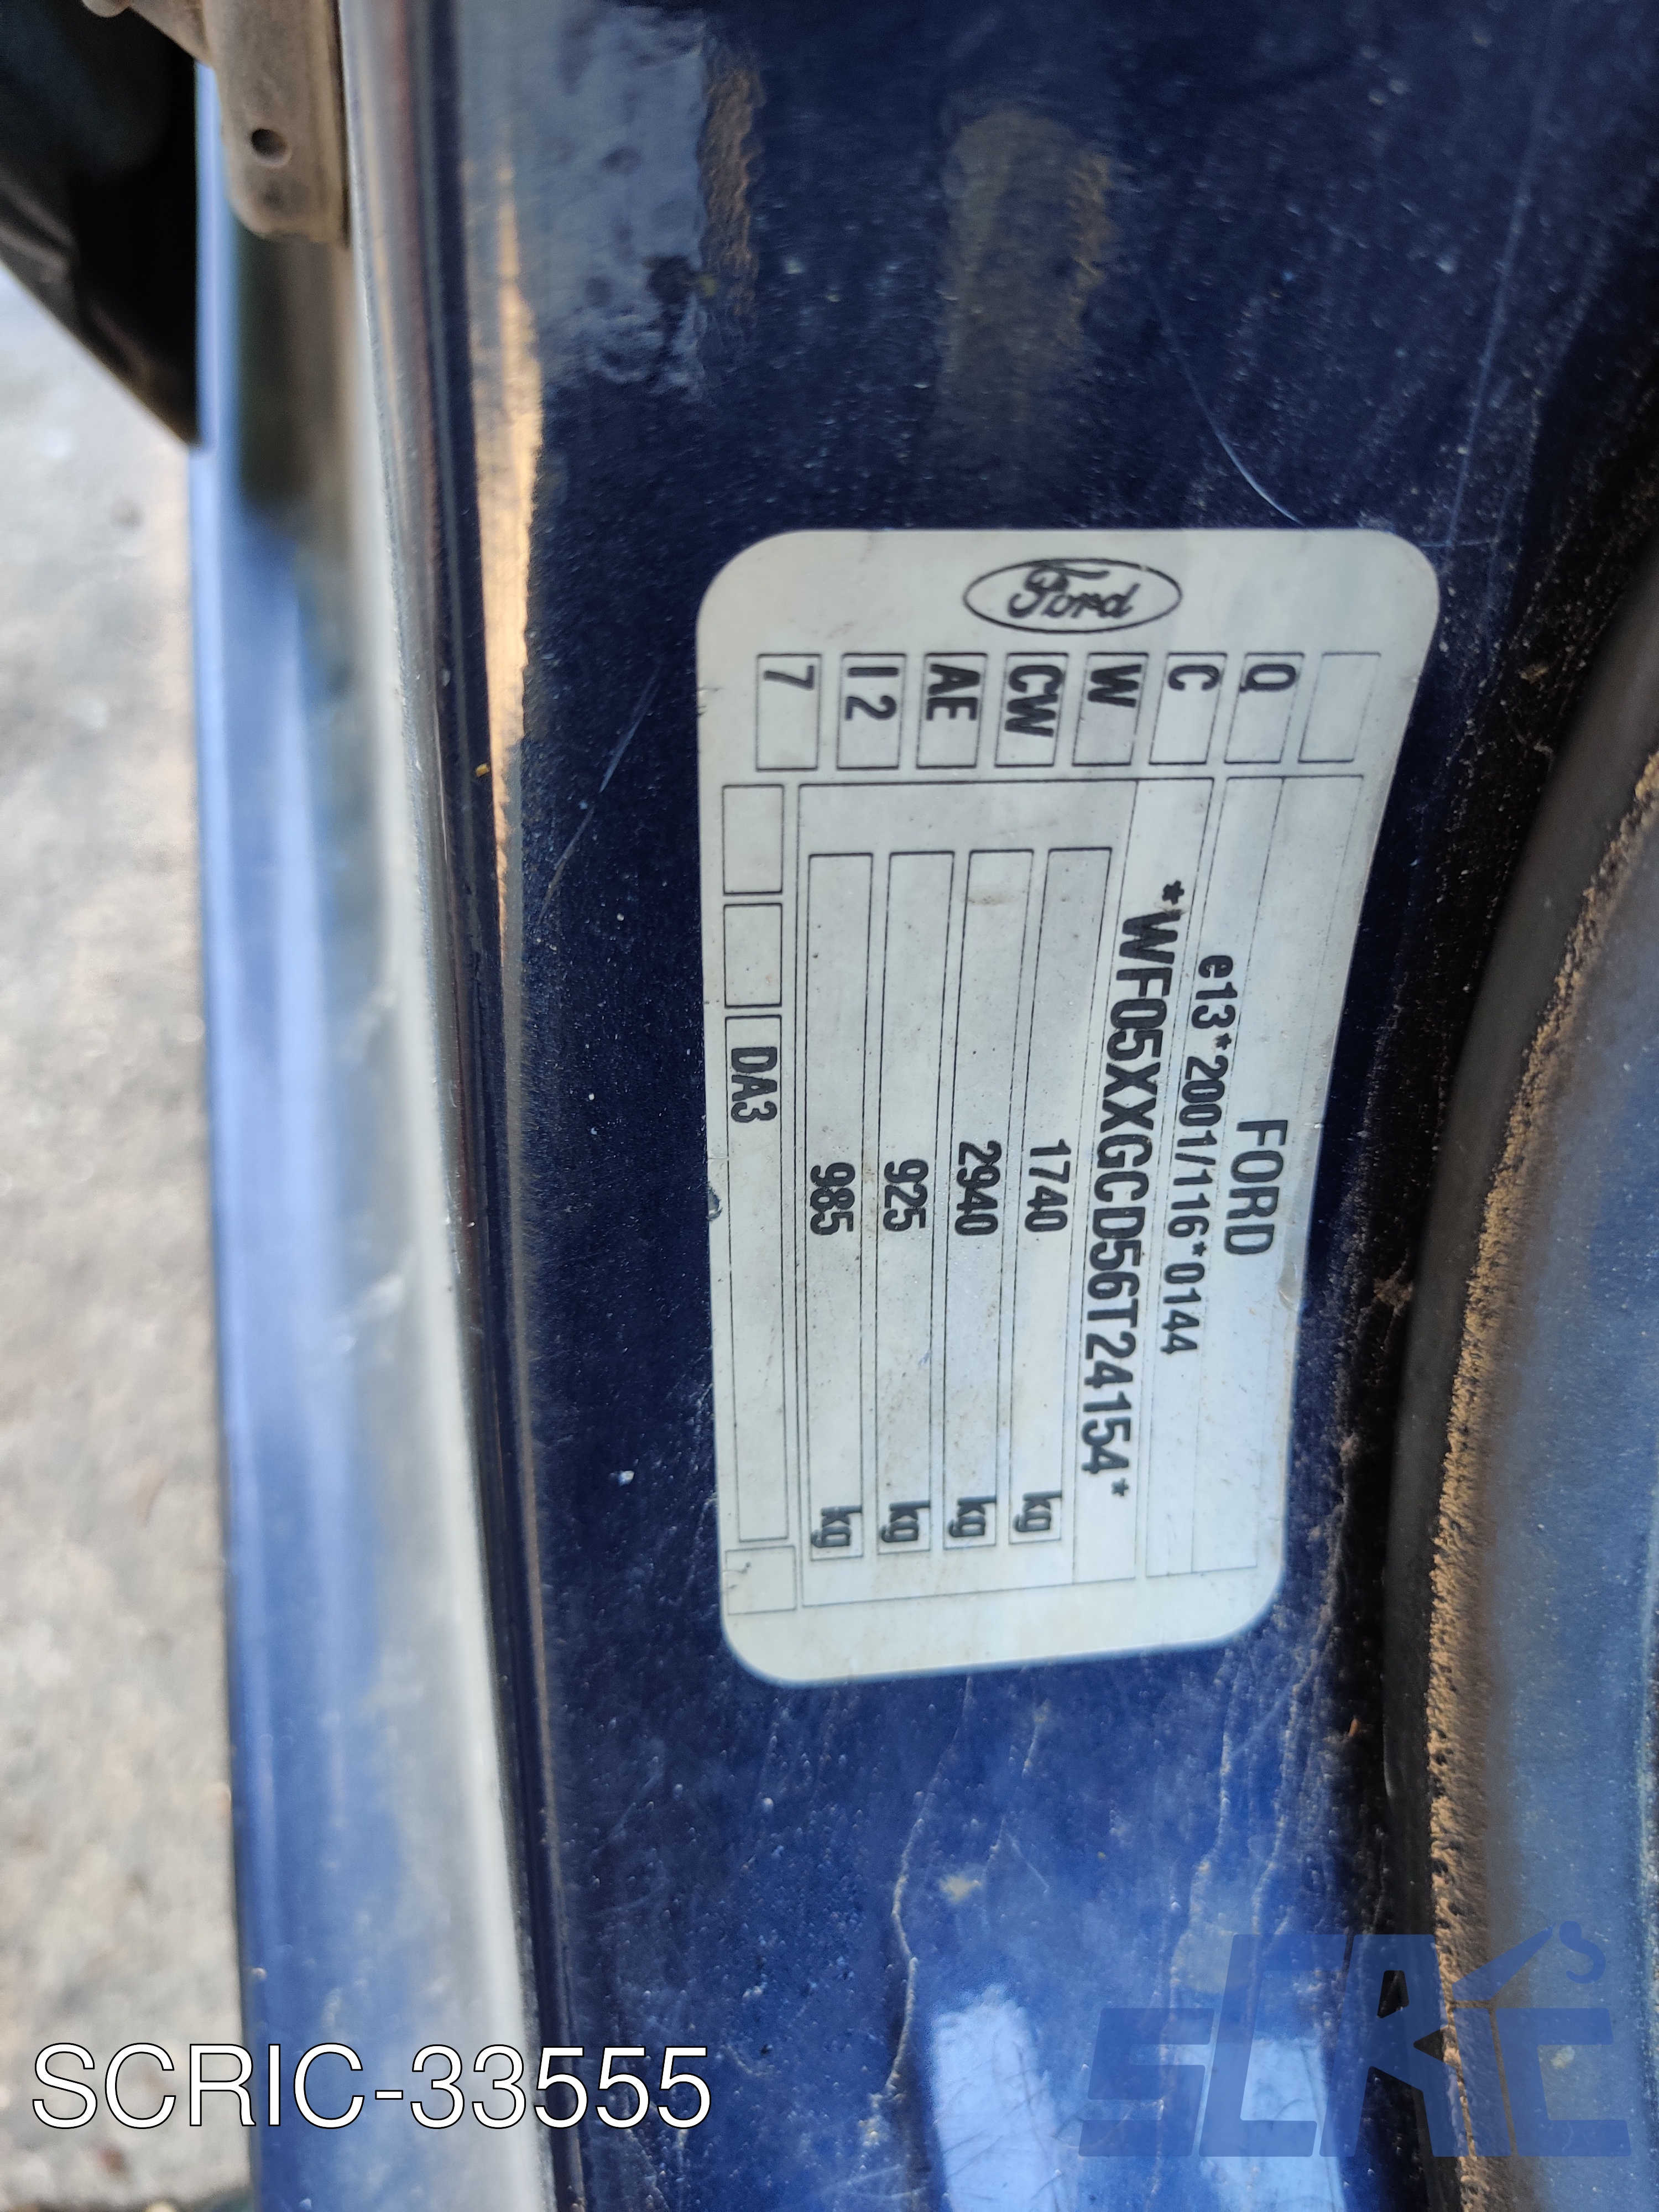 Ford
Q
C
W
CW
AE
12
7
FORD
e13*2001/116*0144
*WF05XXGCD56T24154*
1740 kg
2940 kg
925 kg
985 kg
DA3
SCRIC
SCRIC-33555